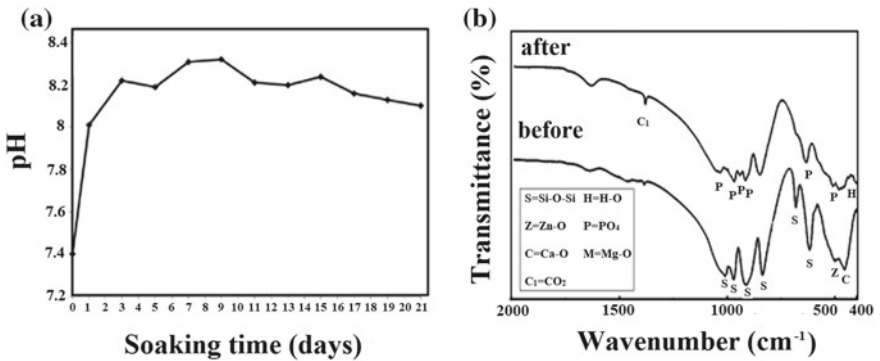 (a)
8.4
8.2
8
7.8
7.6
7.4
7.2
pH
0 1 2 3 4 5 6 7 8 9 10 11 12 13 14 15 16 17 18 19 20 21
Soaking time (days)
(b)
Transmittance (%)
after
C₁
P P P P P P H
before
S=Si-O-Si H=H-O
Z=Zn-O P=PO₄
C=Ca-O M=Mg-O
C₁=CO₂
S S S S S S Z C
2000 1500 1000 500 400
Wavenumber (cm⁻¹)